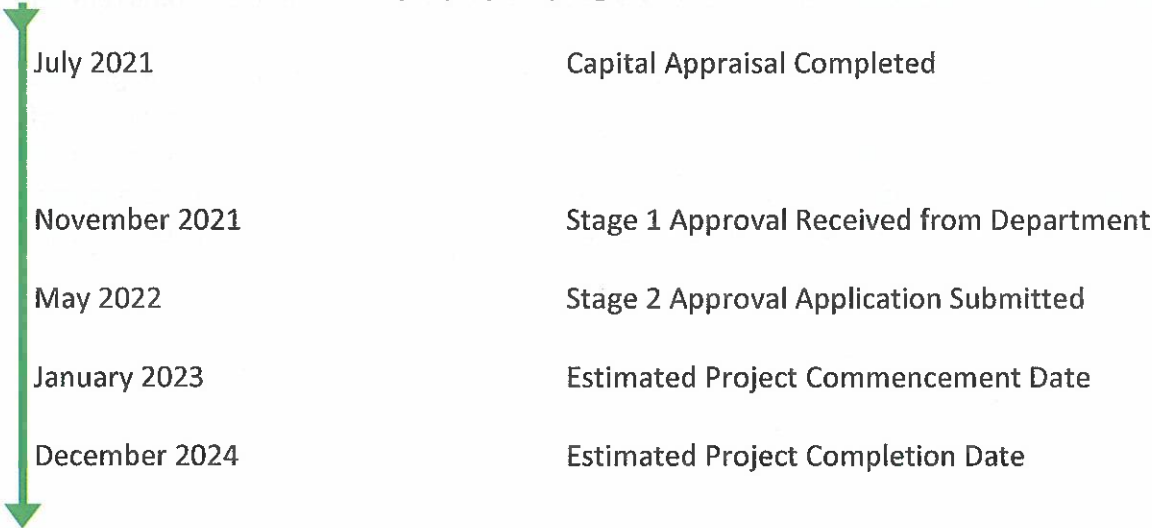 July 2021 Capital Appraisal Completed
November 2021 Stage 1 Approval Received from Department
May 2022 Stage 2 Approval Application Submitted
January 2023 Estimated Project Commencement Date
December 2024 Estimated Project Completion Date